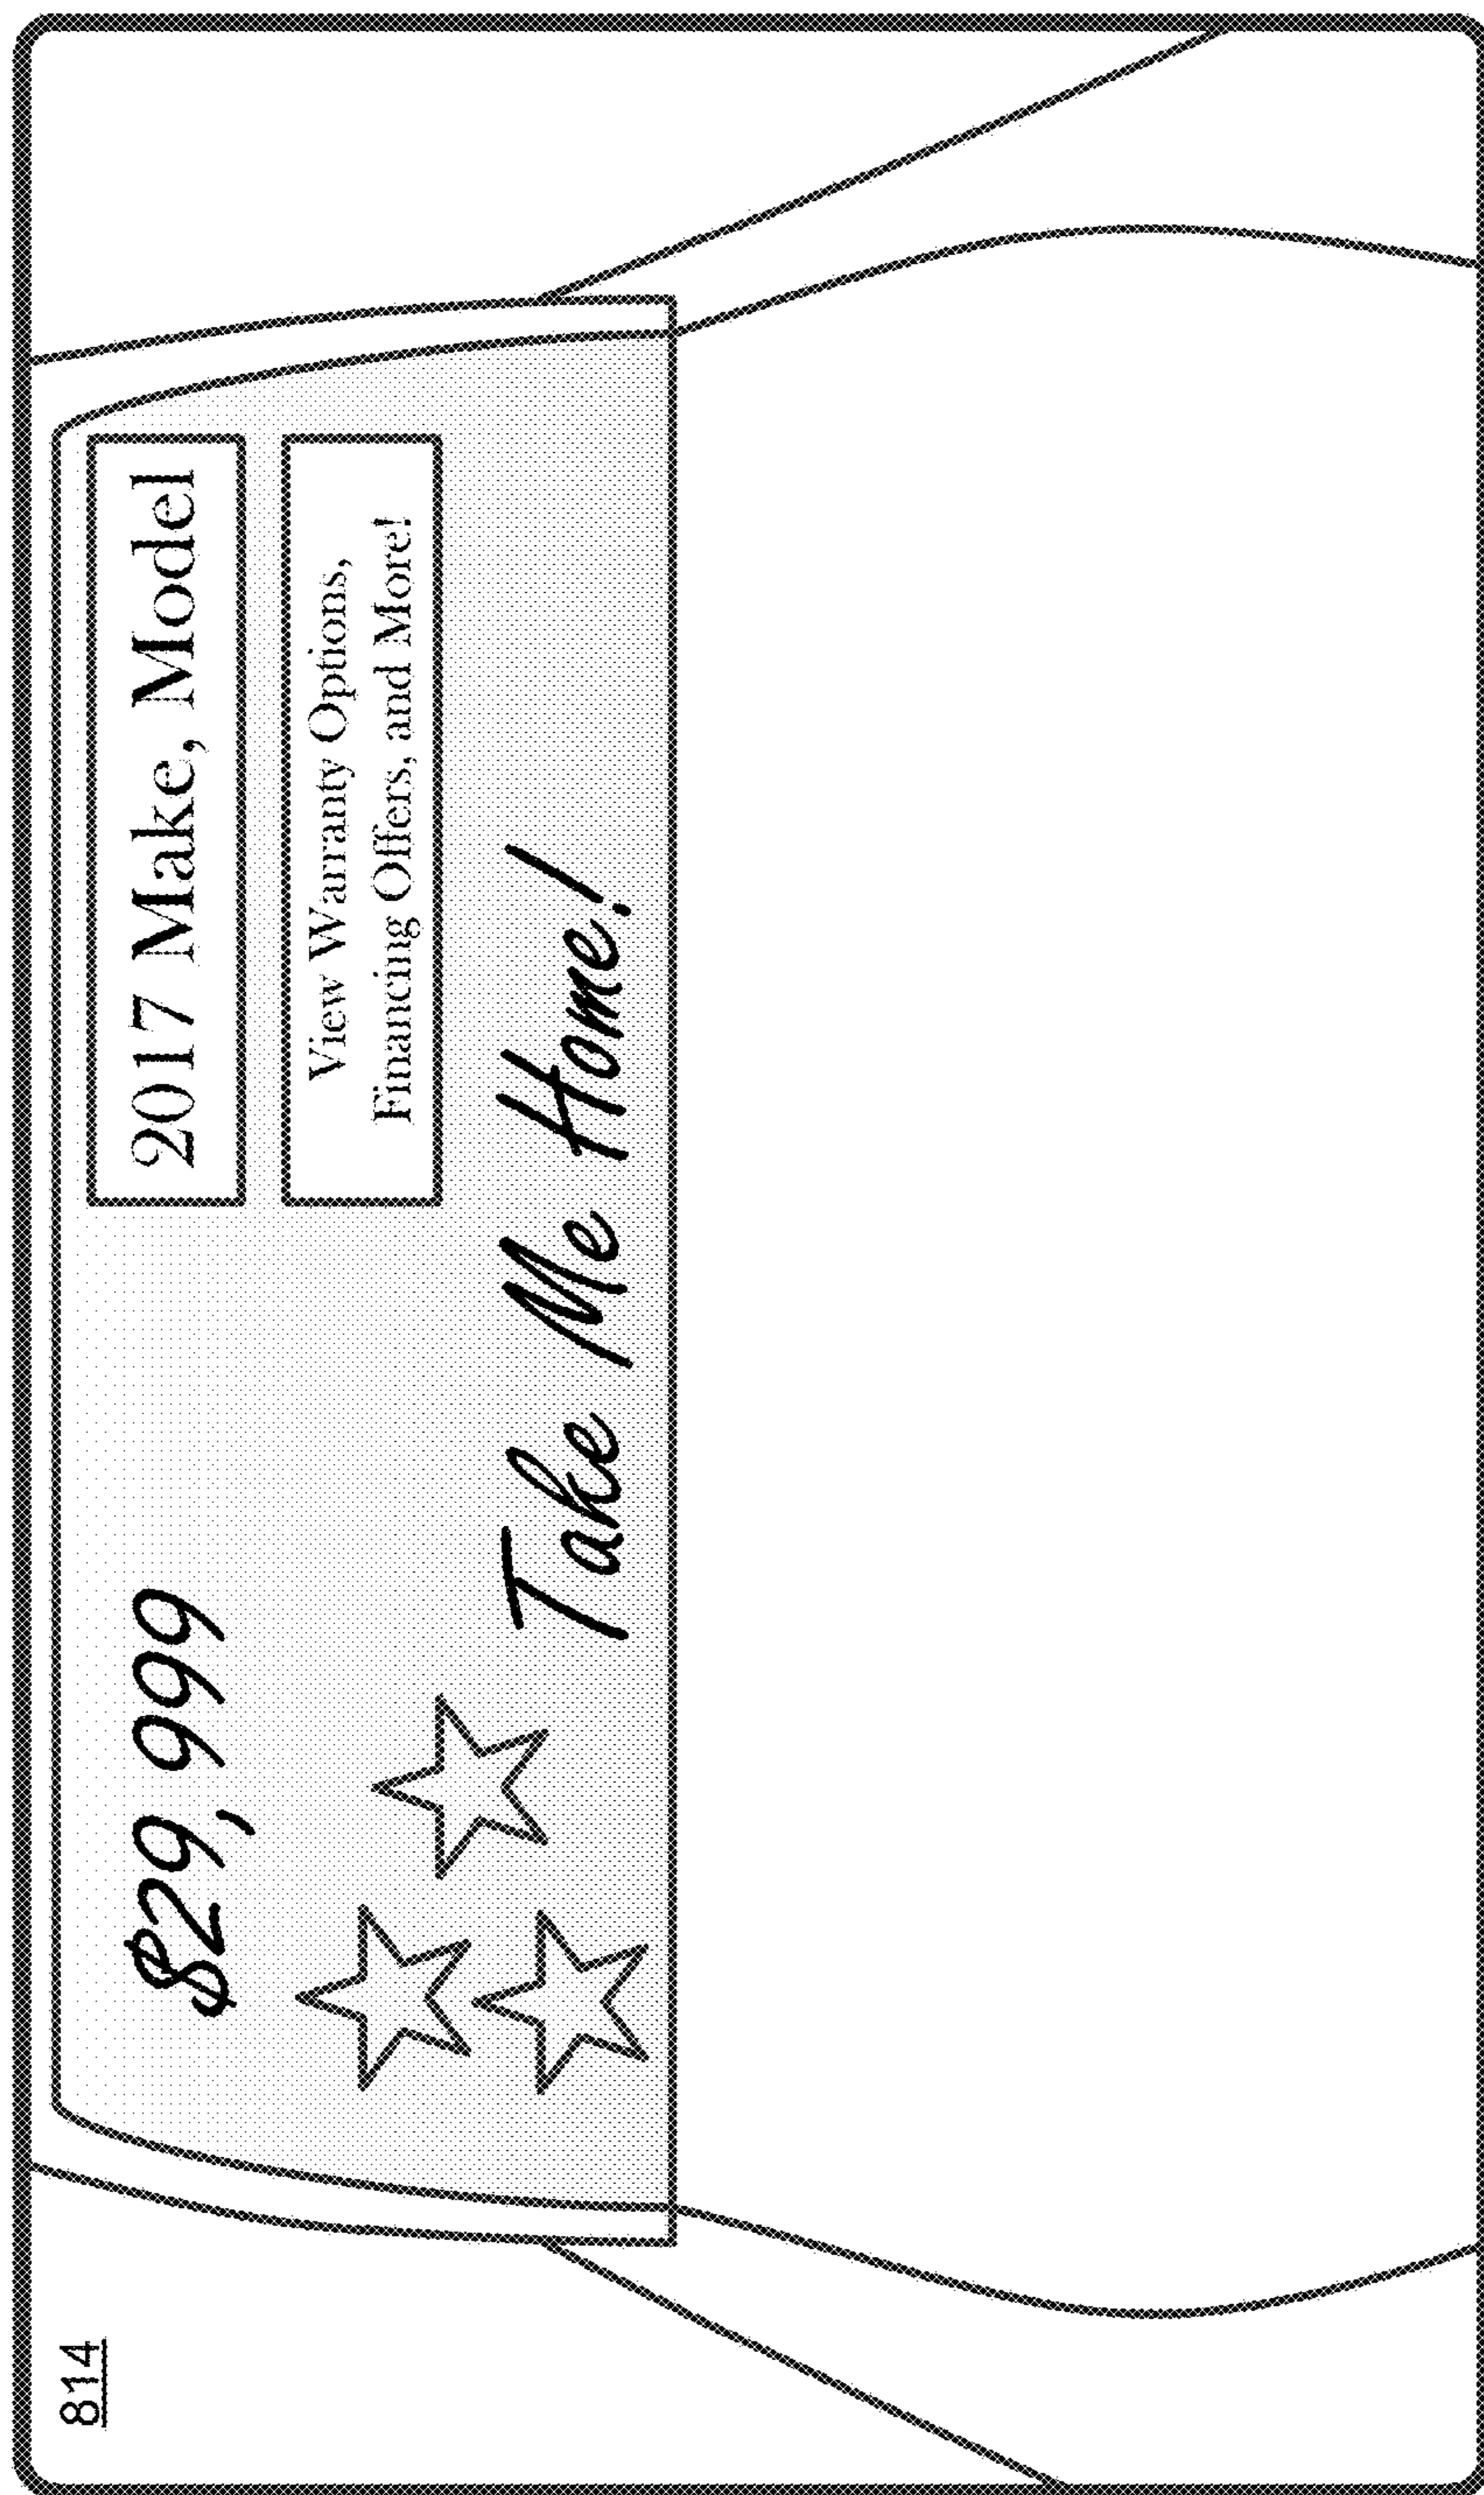 814
$29,999
2017 Make, Model
View Warranty Options,
Financing Offers, and More!
Take Me Home!